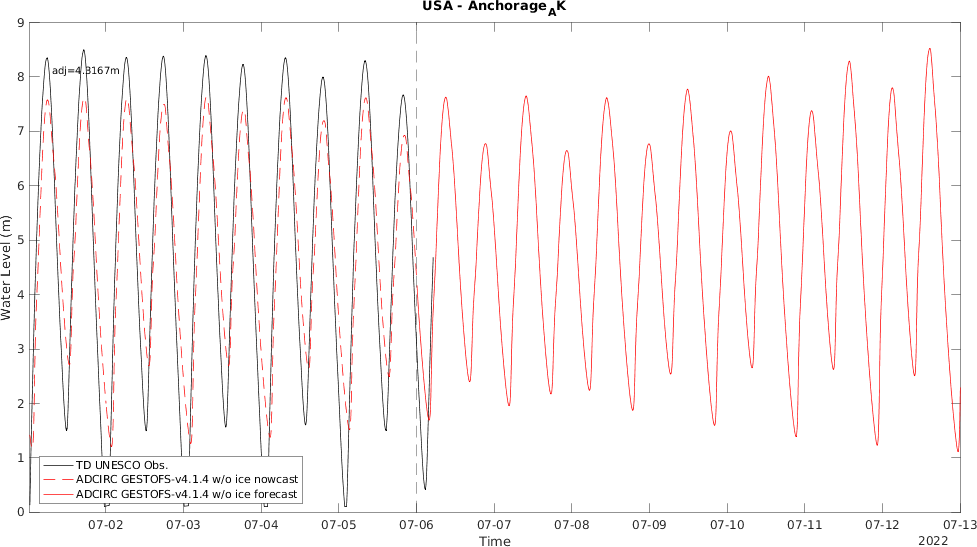 USA - Anchorage_AK
9
8
7
6
5
4
3
2
1
0
Water Level (m)
adj=4.3167m
TD UNESCO Obs.
ADCIRC GESTOFS-v4.1.4 w/o ice nowcast
ADCIRC GESTOFS-v4.1.4 w/o ice forecast
07-02 07-03 07-04 07-05 07-06 07-07 07-08 07-09 07-10 07-11 07-12 07-13
Time
2022